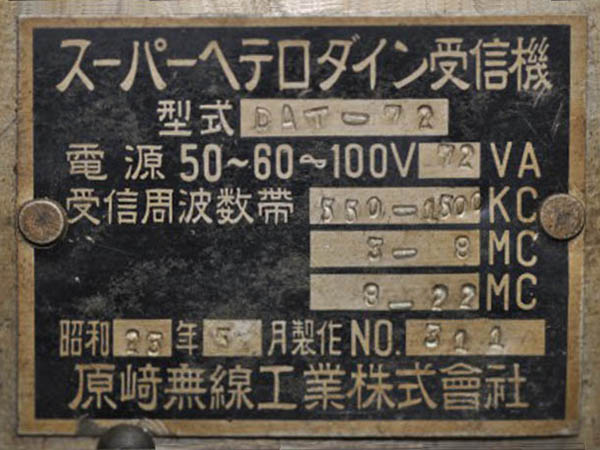 スーパーヘテロダイン受信機
型式 DAT-72
電源 50~60~100V 72 VA
受信周波数帯 550-1500 KC
3-8 MC
8-22 MC
昭和 23 年 5 月製作 NO. 311
原崎無線工業株式會社